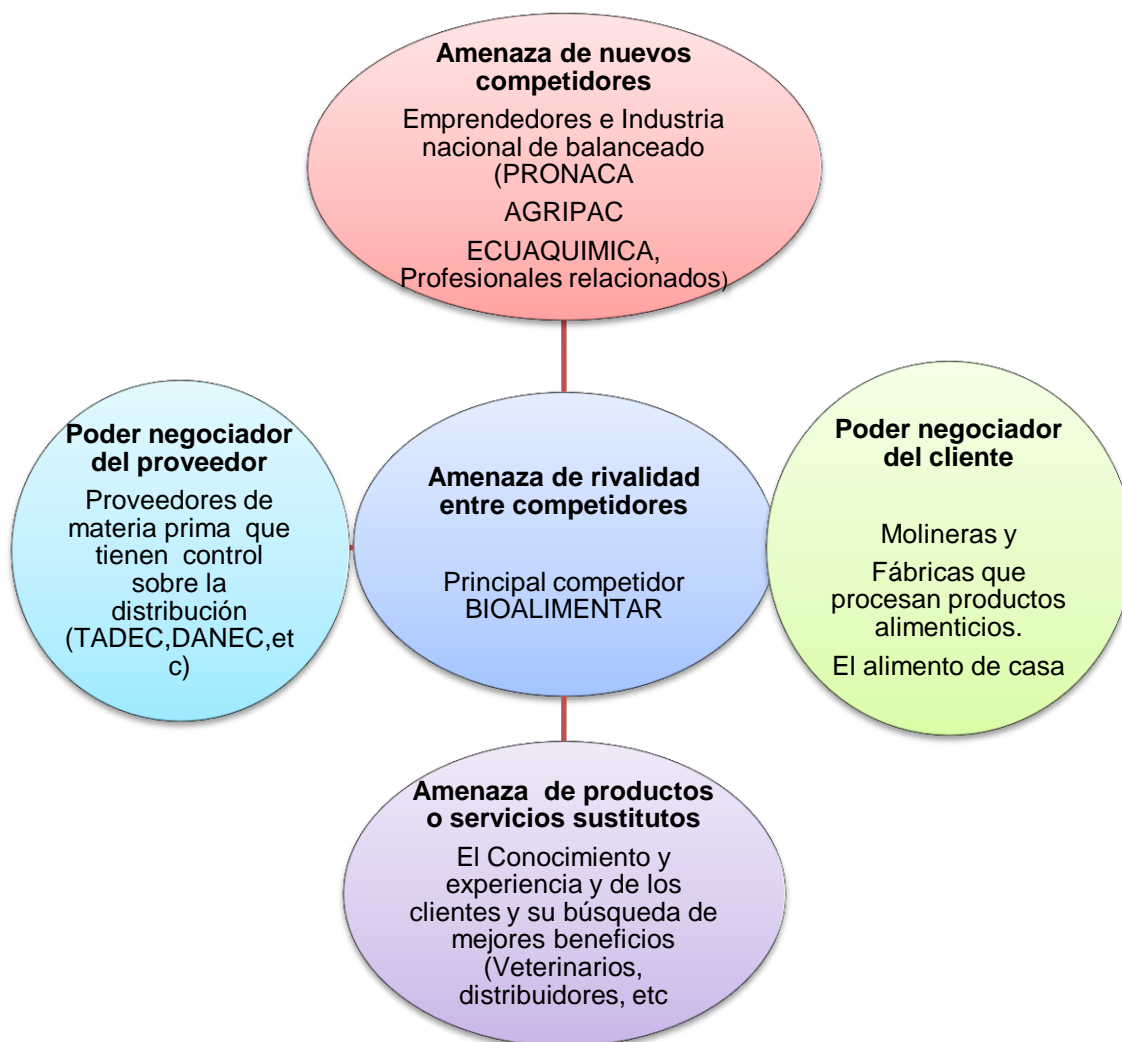 Amenaza de nuevos
competidores
Emprendedores e Industria
nacional de balanceado
(PRONACA
AGRIPAC
ECUAQUIMICA,
Profesionales relacionados)
Poder negociador
del proveedor
Proveedores de
materia prima que
tienen control
sobre la
distribución
(TADEC,DANEC,et
c)
Amenaza de rivalidad
entre competidores
Principal competidor
BIOALIMENTAR
Poder negociador
del cliente
Molineras y
Fábricas que
procesan productos
alimenticios.
El alimento de casa
Amenaza de productos
o servicios sustitutos
El Conocimiento y
experiencia y de los
clientes y su búsqueda de
mejores beneficios
(Veterinarios,
distribuidores, etc